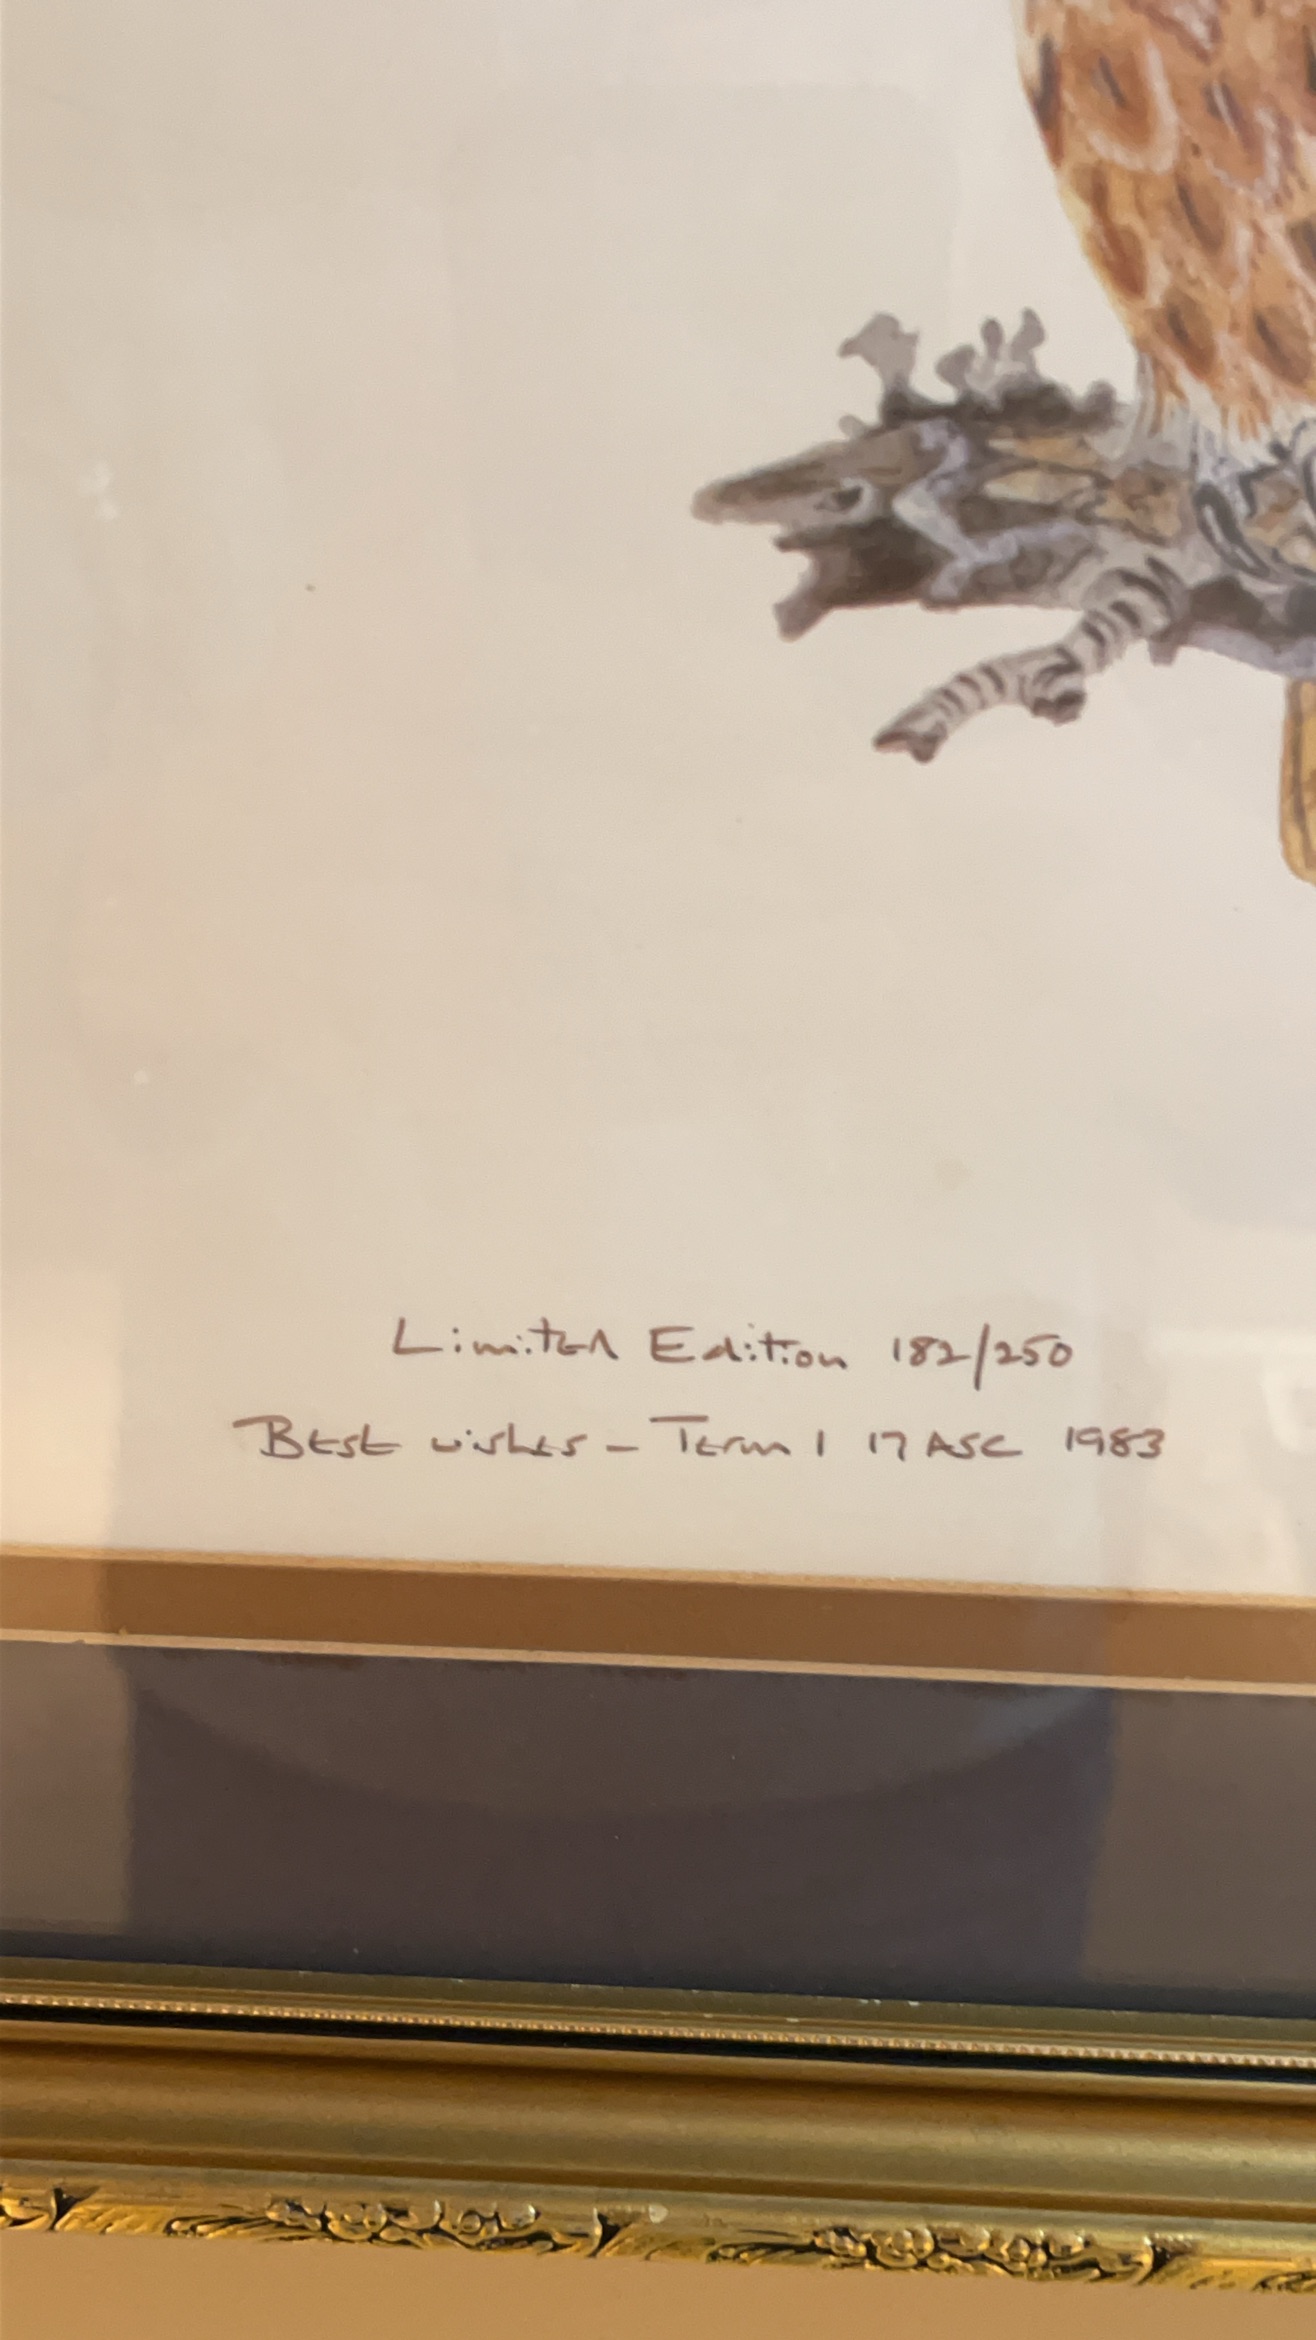 Limited Edition 182/250
Best wishes - Term 1 17 ASC 1983